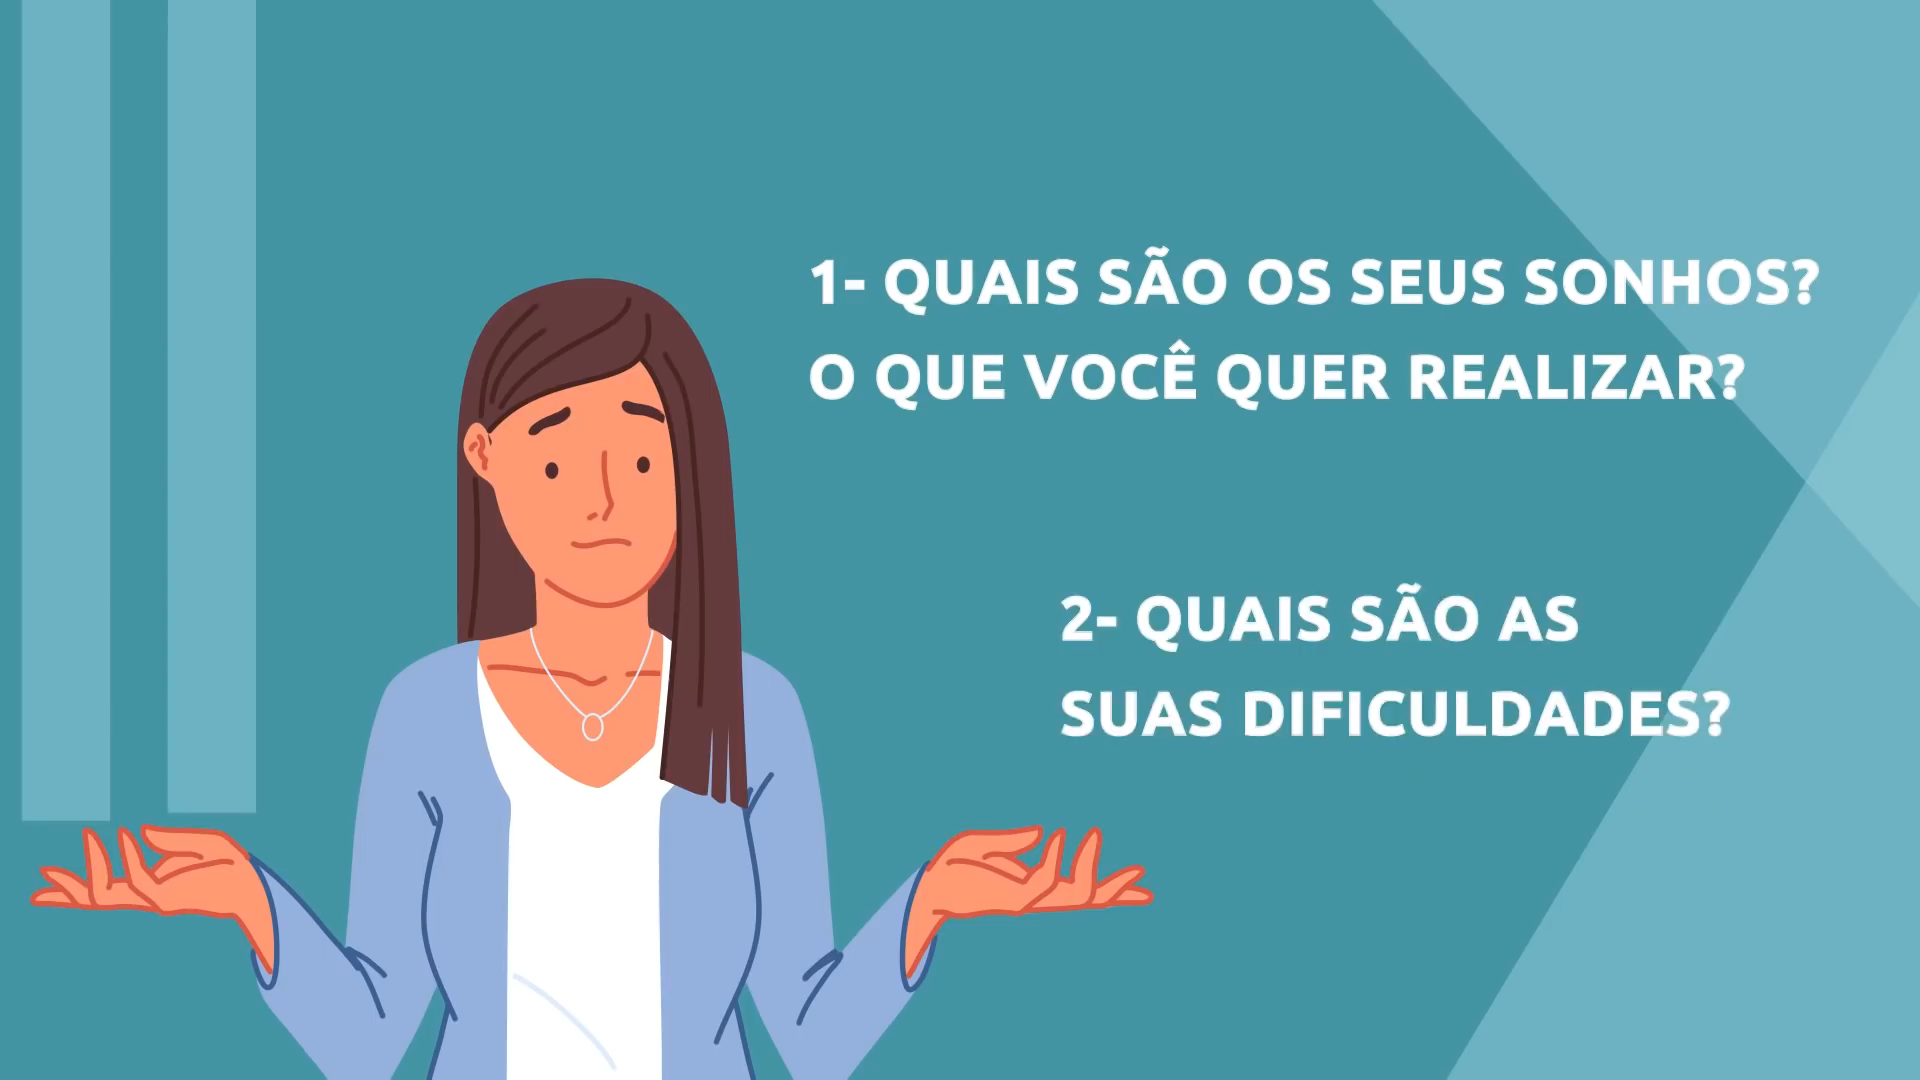 1- QUAIS SÃO OS SEUS SONHOS?
O QUE VOCÊ QUER REALIZAR?
2- QUAIS SÃO AS
SUAS DIFICULDADES?